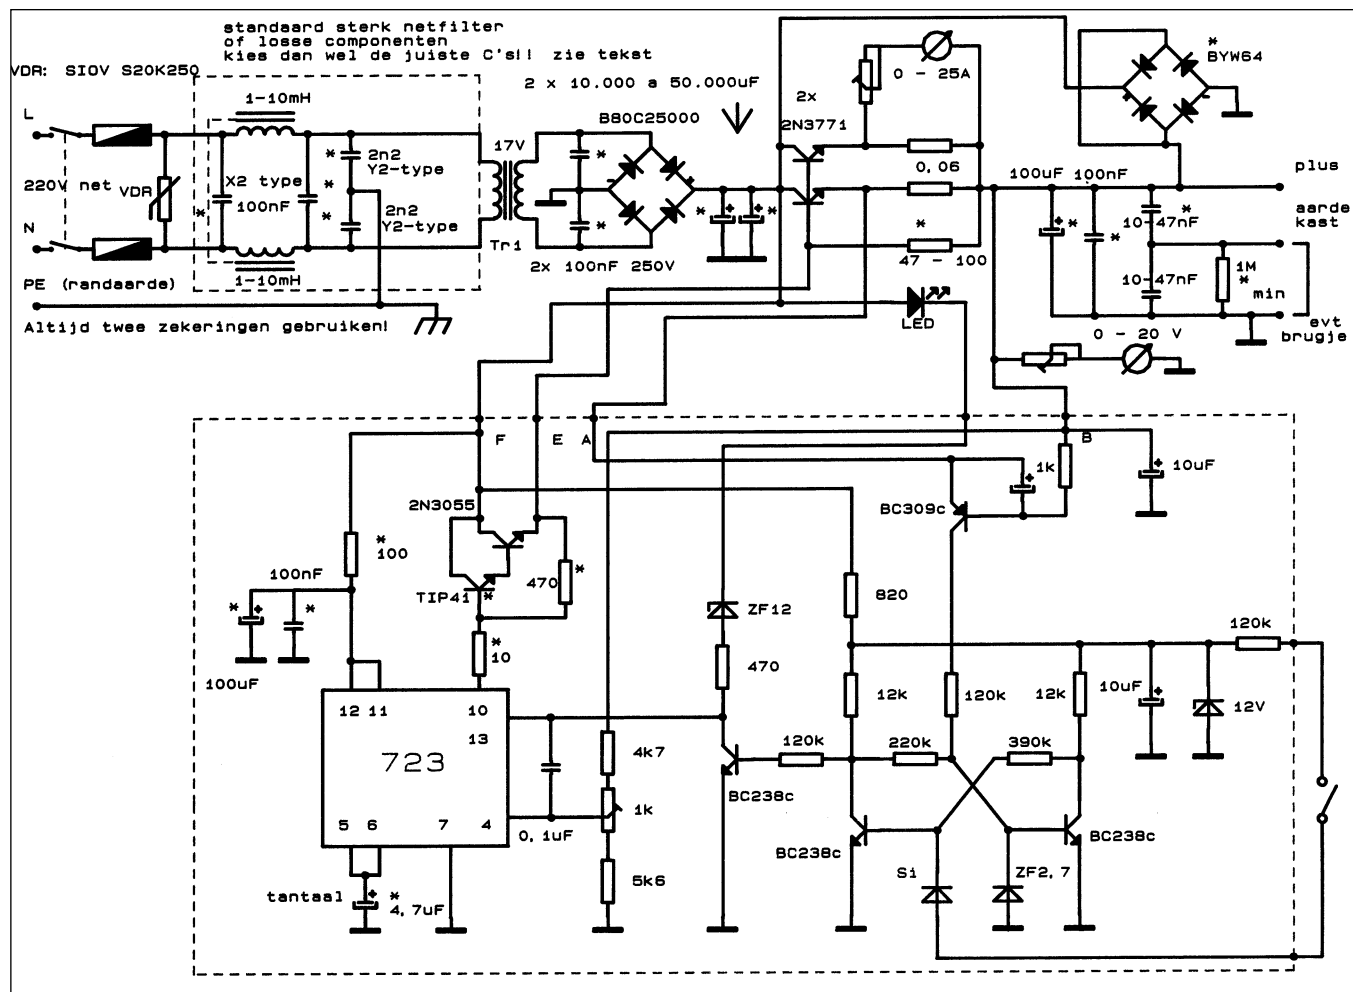 standaard sterk netfilter
of losse componenten
kies dan wel de juiste C's!! zie tekst
VDR: SIOV S20K250
2 x 10.000 a 50.000uF
0 - 25A
*
BYW64
1-10mH
B80C25000
2x
2N3771
L
17V
*
2n2
Y2-type
*
0,06
100uF
100nF
plus
220V net
VDR
X2 type
100nF
*
*
*
2n2
Y2-type
*
*
*
*
*
*
10-47nF
*
aarde
kast
N
Tr1
47 - 100
2x 100nF 250V
PE (randaarde)
1-10mH
10-47nF
1M
*
min
Altijd twee zekeringen gebruiken!
LED
0 - 20 V
evt
brugje
F
E
A
B
1k
10uF
2N3055
BC309c
*
100
100nF
TIP41
*
470
*
*
*
ZF12
820
*
10
470
120k
100uF
12k
120k
12k
10uF
12V
12
11
10
13
723
4k7
120k
220k
390k
1k
BC238c
5
6
7
4
0,1uF
BC238c
BC238c
5k6
Si
ZF2,7
tantaal
*
4,7uF